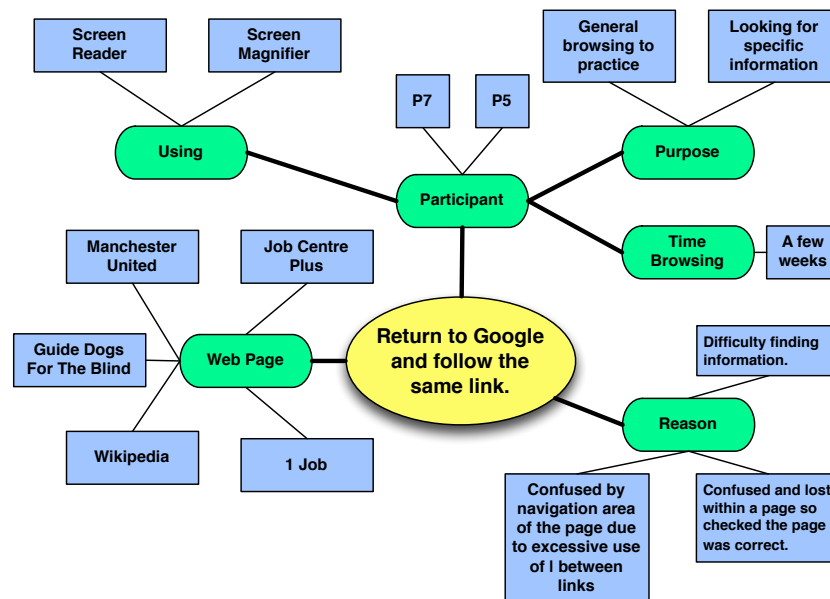 Screen
Reader
Screen
Magnifier
General
browsing to
practice
Looking for
specific
information
P7
P5
Using
Purpose
Participant
Manchester
United
Job Centre
Plus
Time
Browsing
A few
weeks
Guide Dogs
For The Blind
Web Page
Return to Google
and follow the
same link.
Difficulty finding
information.
Reason
Wikipedia
1 Job
Confused by
navigation area
of the page due
to excessive use
of l between
links
Confused and lost
within a page so
checked the page
was correct.